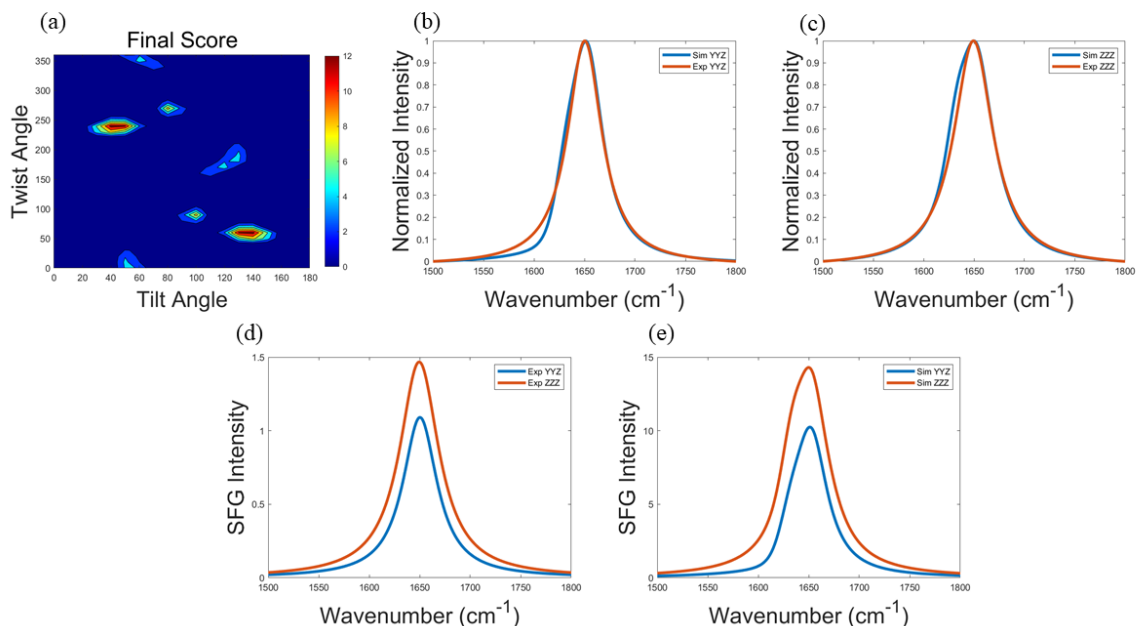 (a)
Final Score
350
300
250
200
150
100
50
0
Twist Angle
0 20 40 60 80 100 120 140 160 180
Tilt Angle
12
10
8
6
4
2
0
(b)
Normalized Intensity
1
0.9
0.8
0.7
0.6
0.5
0.4
0.3
0.2
0.1
0
Sim YYZ
Exp YYZ
1500 1550 1600 1650 1700 1750 1800
Wavenumber (cm⁻¹)
(c)
Normalized Intensity
1
0.9
0.8
0.7
0.6
0.5
0.4
0.3
0.2
0.1
0
Sim ZZZ
Exp ZZZ
1500 1550 1600 1650 1700 1750 1800
Wavenumber (cm⁻¹)
(d)
SFG Intensity
1.5
1
0.5
0
Exp YYZ
Exp ZZZ
1500 1550 1600 1650 1700 1750 1800
Wavenumber (cm⁻¹)
(e)
SFG Intensity
15
10
5
0
Sim YYZ
Sim ZZZ
1500 1550 1600 1650 1700 1750 1800
Wavenumber (cm⁻¹)